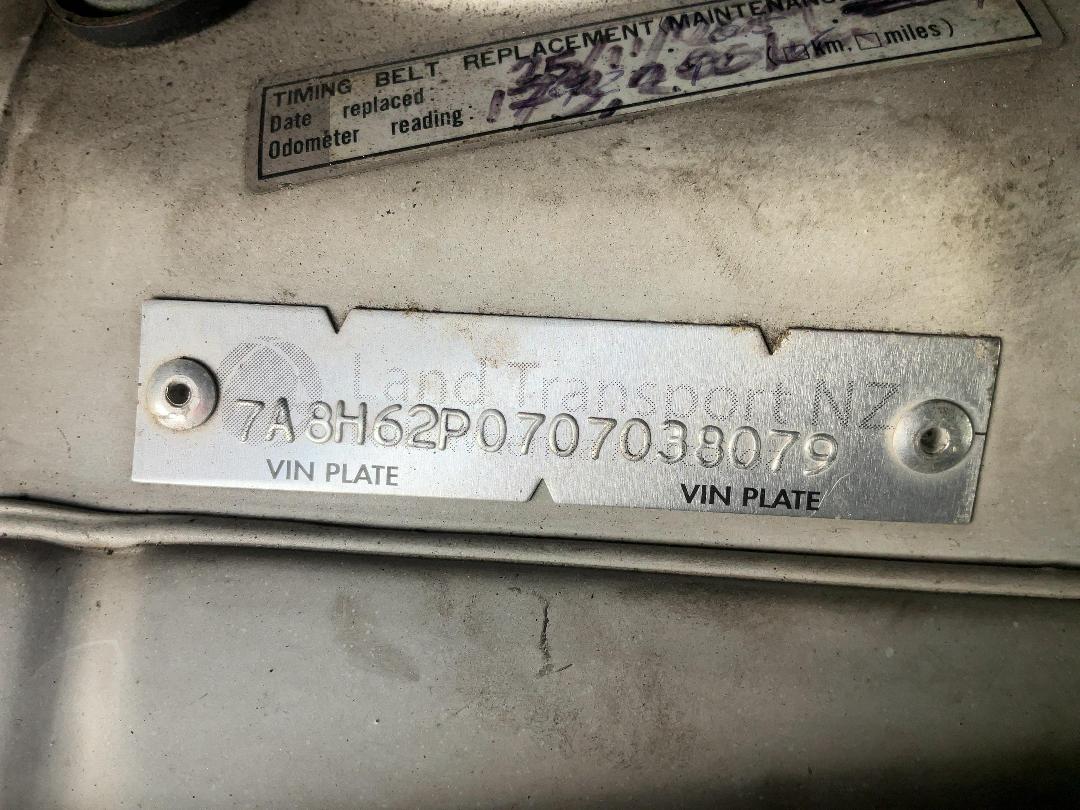 TIMING BELT REPLACEMENT (MAINTENANCE
Date replaced
Odometer reading
(km, miles)
Land Transport NZ
7A8H62P0707038079
VIN PLATE VIN PLATE